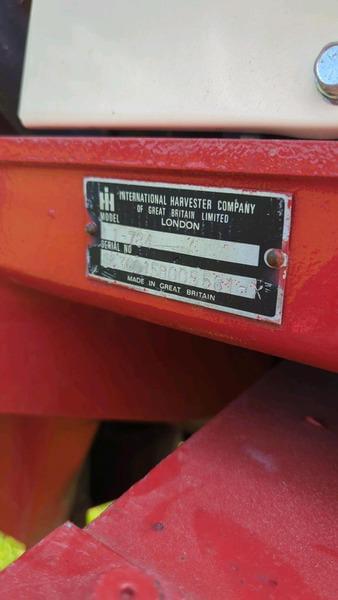 IH INTERNATIONAL HARVESTER COMPANY
OF GREAT BRITAIN LIMITED
LONDON
MODEL
SERIAL NO
MADE IN GREAT BRITAIN